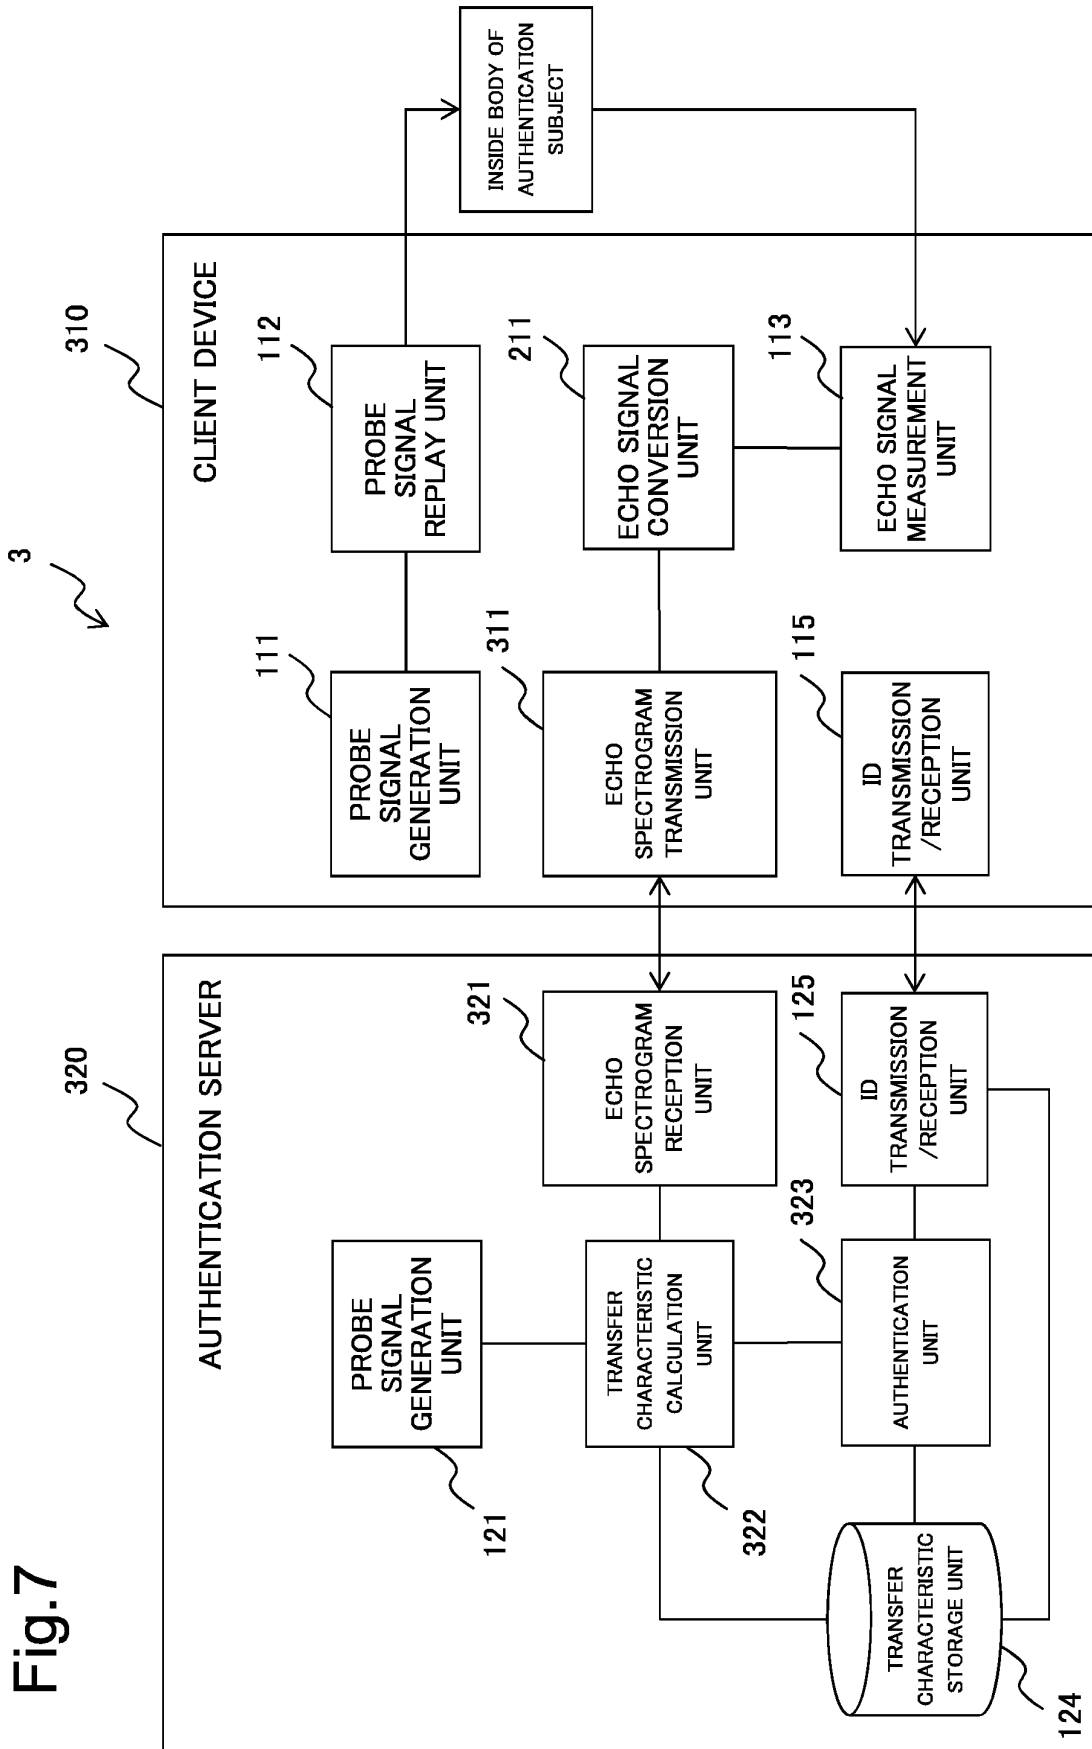 Fig.7
3
320
AUTHENTICATION SERVER
310
CLIENT DEVICE
PROBE
SIGNAL
GENERATION
UNIT
121
111
PROBE
SIGNAL
GENERATION
UNIT
112
PROBE
SIGNAL
REPLAY UNIT
INSIDE BODY OF
AUTHENTICATION
SUBJECT
TRANSFER
CHARACTERISTIC
CALCULATION
UNIT
322
321
ECHO
SPECTROGRAM
RECEPTION
UNIT
311
ECHO
SPECTROGRAM
TRANSMISSION
UNIT
211
ECHO SIGNAL
CONVERSION
UNIT
TRANSFER
CHARACTERISTIC
STORAGE UNIT
124
323
AUTHENTICATION
UNIT
125
ID
TRANSMISSION
/RECEPTION
UNIT
115
ID
TRANSMISSION
/RECEPTION
UNIT
113
ECHO SIGNAL
MEASUREMENT
UNIT